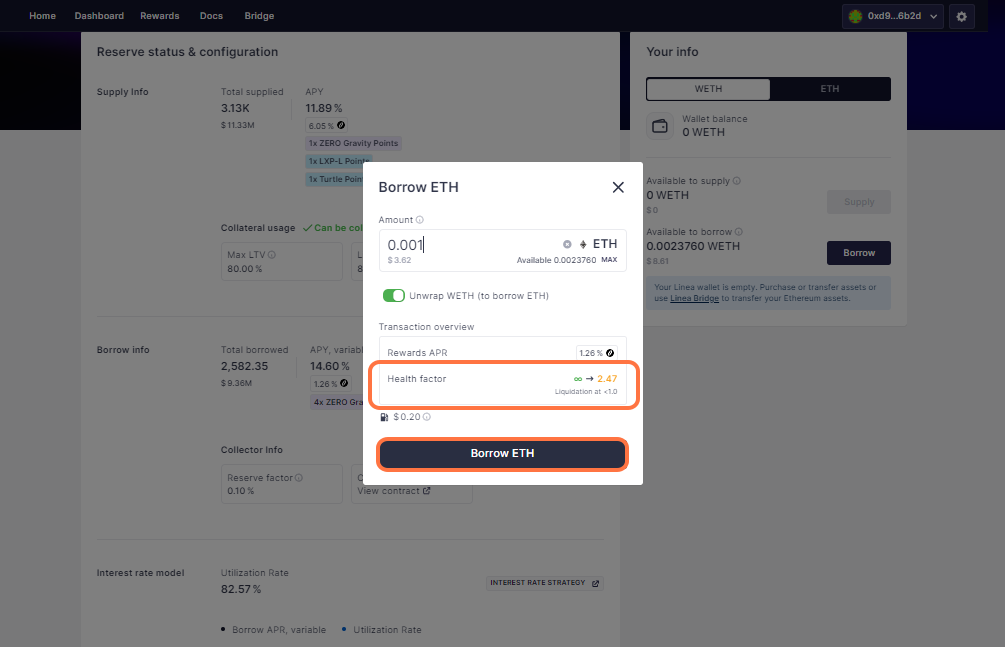 Home Dashboard Rewards Docs Bridge
0xd9...6b2d
Reserve status & configuration
Supply Info
Total supplied
3.13K
$ 11.33M
APY
11.89 %
6.05 %
1x ZERO Gravity Points
1x LXP-L Points
1x Turtle Poin
Collateral usage
Can be col
Max LTV
80.00 %
L
8
Borrow info
Total borrowed
2,582.35
$ 9.36M
APY, variab
14.60 %
1.26 %
4x ZERO Gra
Collector Info
Reserve factor
0.10 %
C
View contract
Interest rate model
Utilization Rate
82.57 %
INTEREST RATE STRATEGY
Borrow APR, variable
Utilization Rate
Borrow ETH
Amount
0.001
ETH
$ 3.62
Available 0.0023760 MAX
Unwrap WETH (to borrow ETH)
Transaction overview
Rewards APR
1.26 %
Health factor
∞ → 2.47
Liquidation at <1.0
$ 0.20
Borrow ETH
Your info
WETH
ETH
Wallet balance
0 WETH
Available to supply
0 WETH
$ 0
Supply
Available to borrow
0.0023760 WETH
$ 8.61
Borrow
Your Linea wallet is empty. Purchase or transfer assets or
use Linea Bridge to transfer your Ethereum assets.